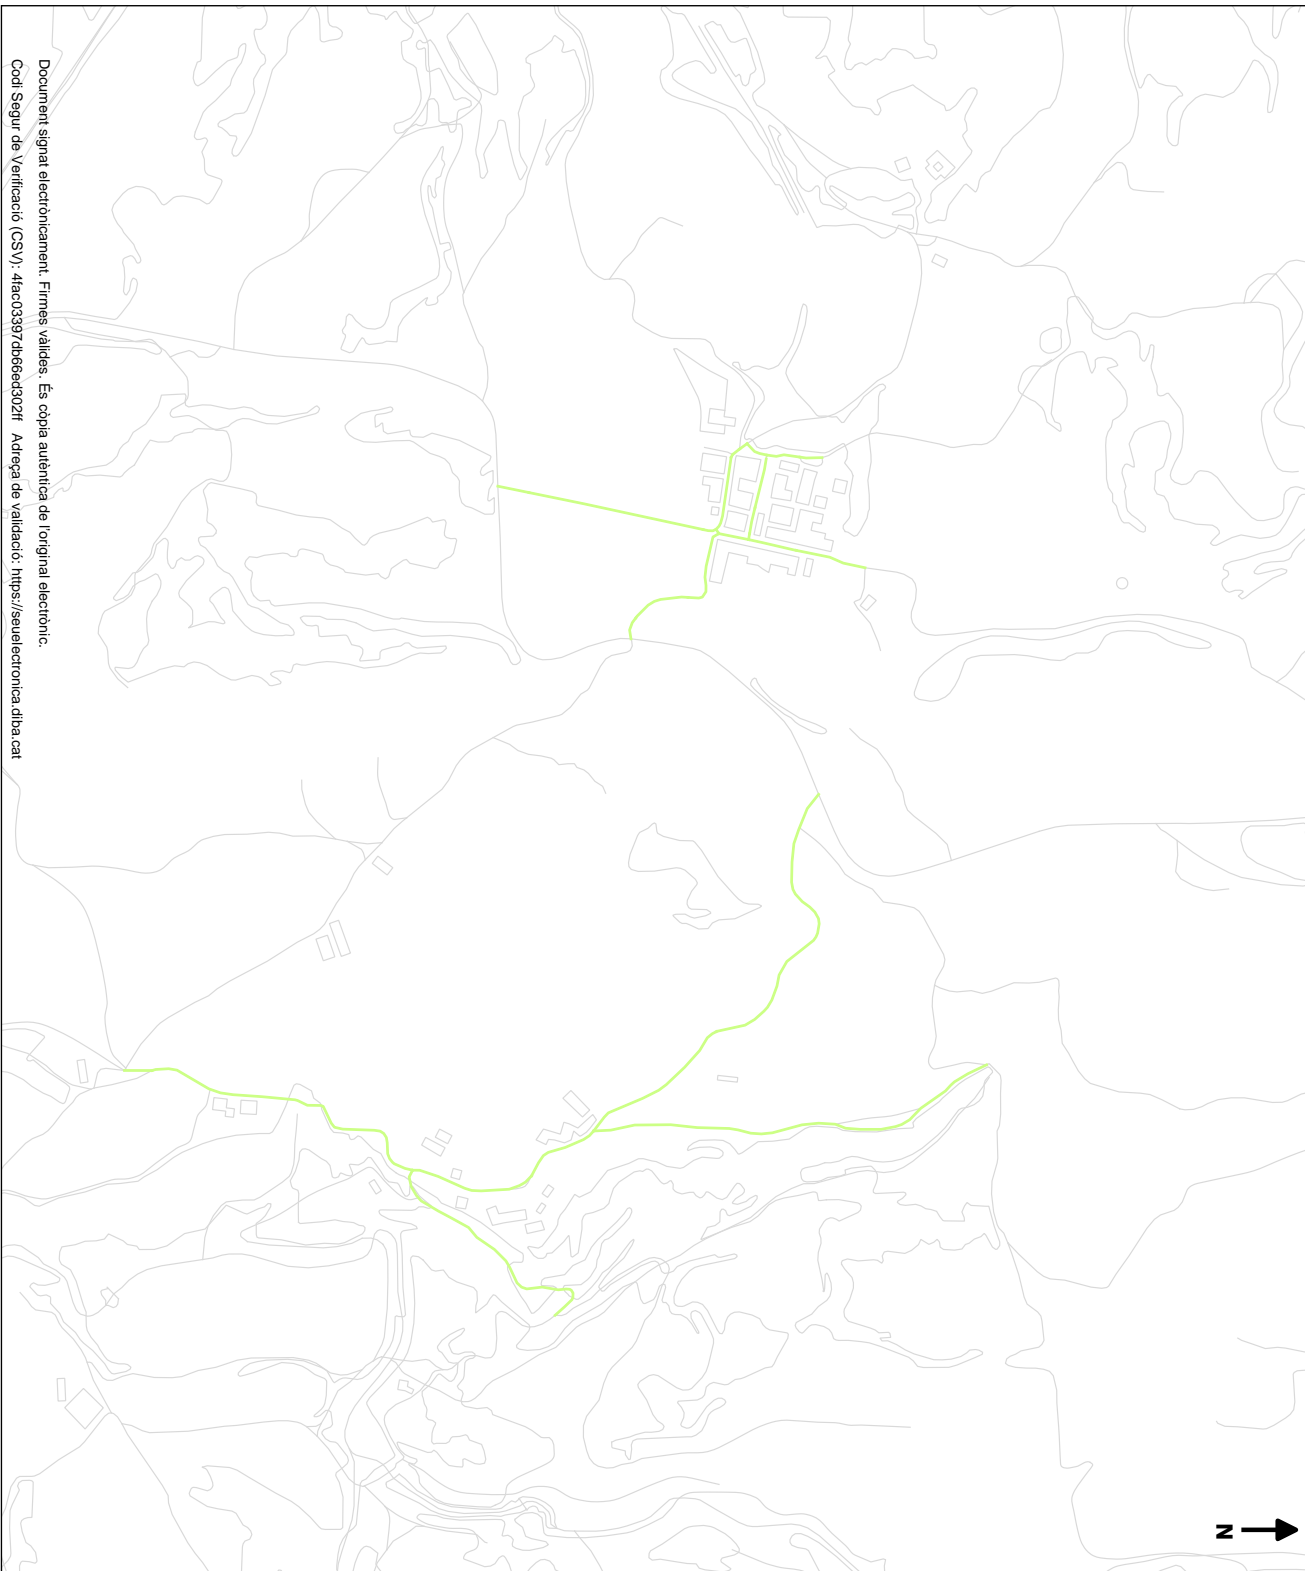 Document signat electrònicament. Firmes vàlides. És còpia autèntica de l'original electrònic.
Codi Segur de Verificació (CSV): 4fac03397db66ed302ff Adreça de validació: https://seuelectronica.diba.cat
N